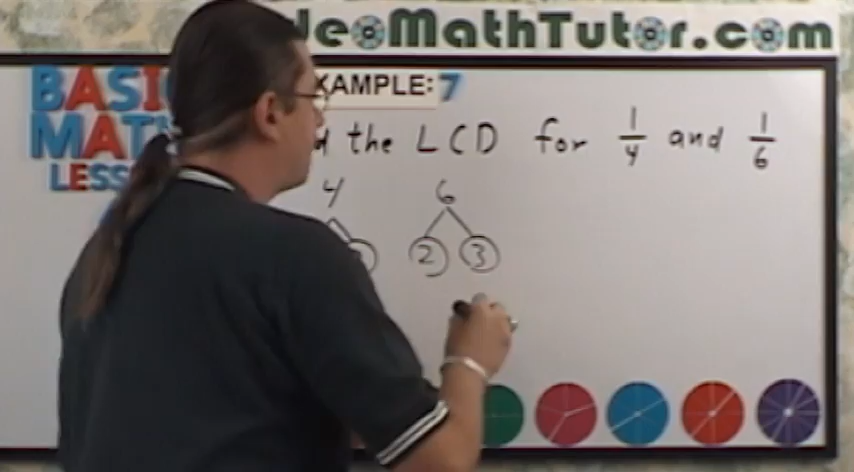 deoMathTutor.com
BASIC
MATH
LESS
XAMPLE: 7
d the LCD for 1/4 and 1/6
4 6
2 3